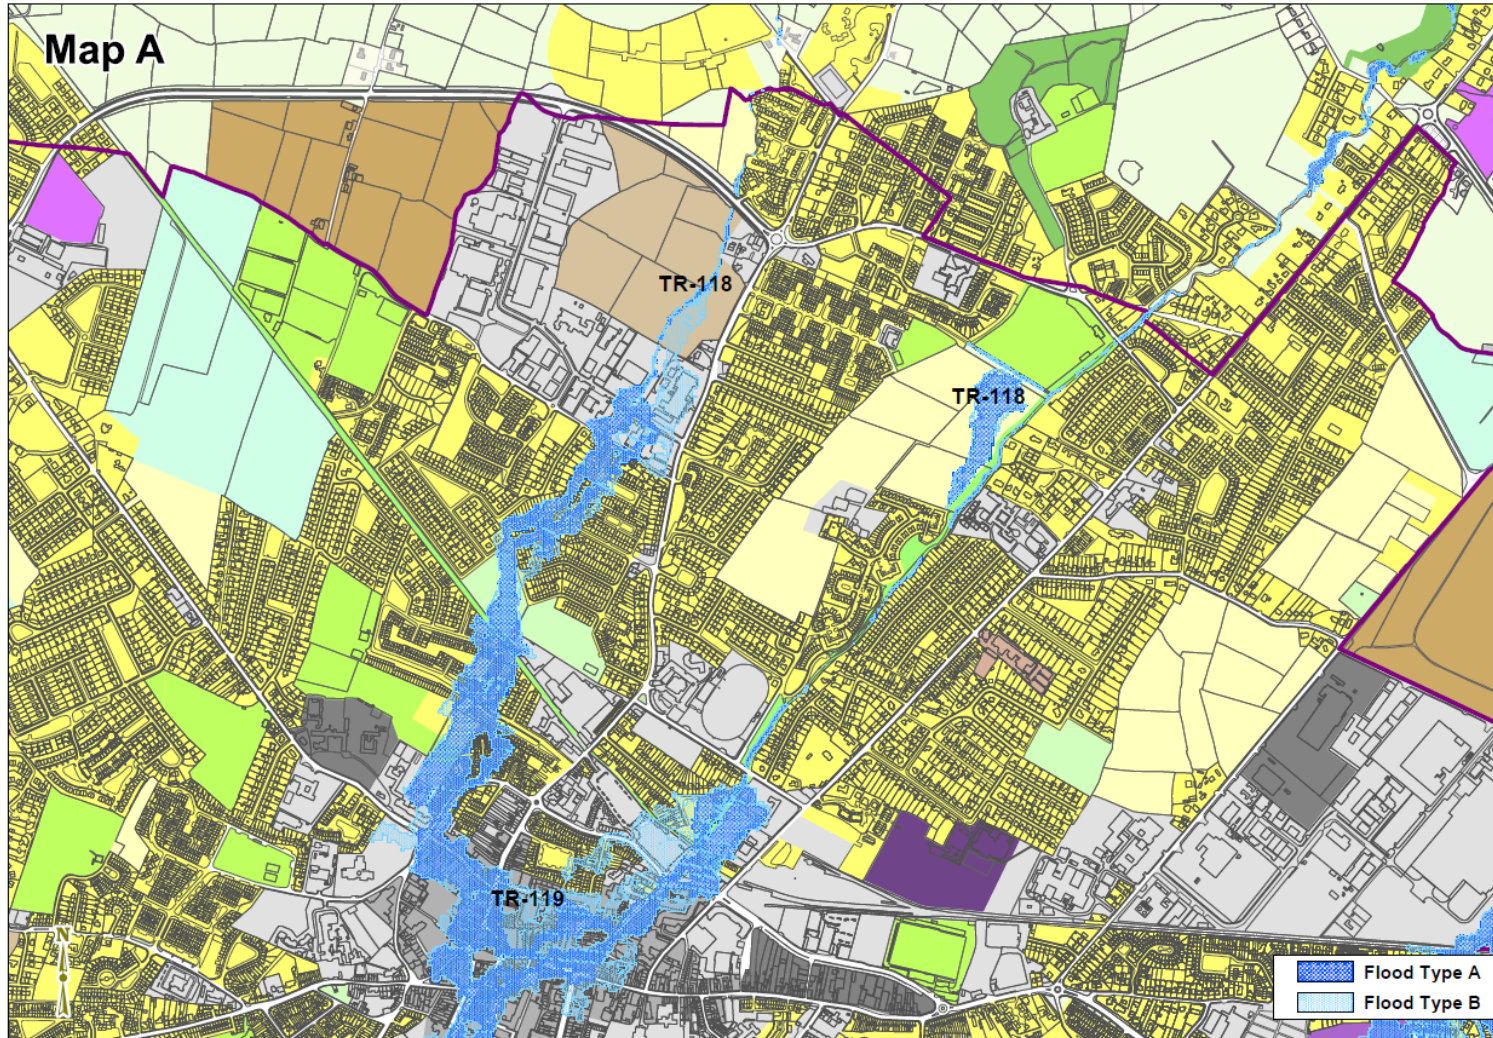 Map A
TR-118
TR-118
TR-119
N
Flood Type A
Flood Type B